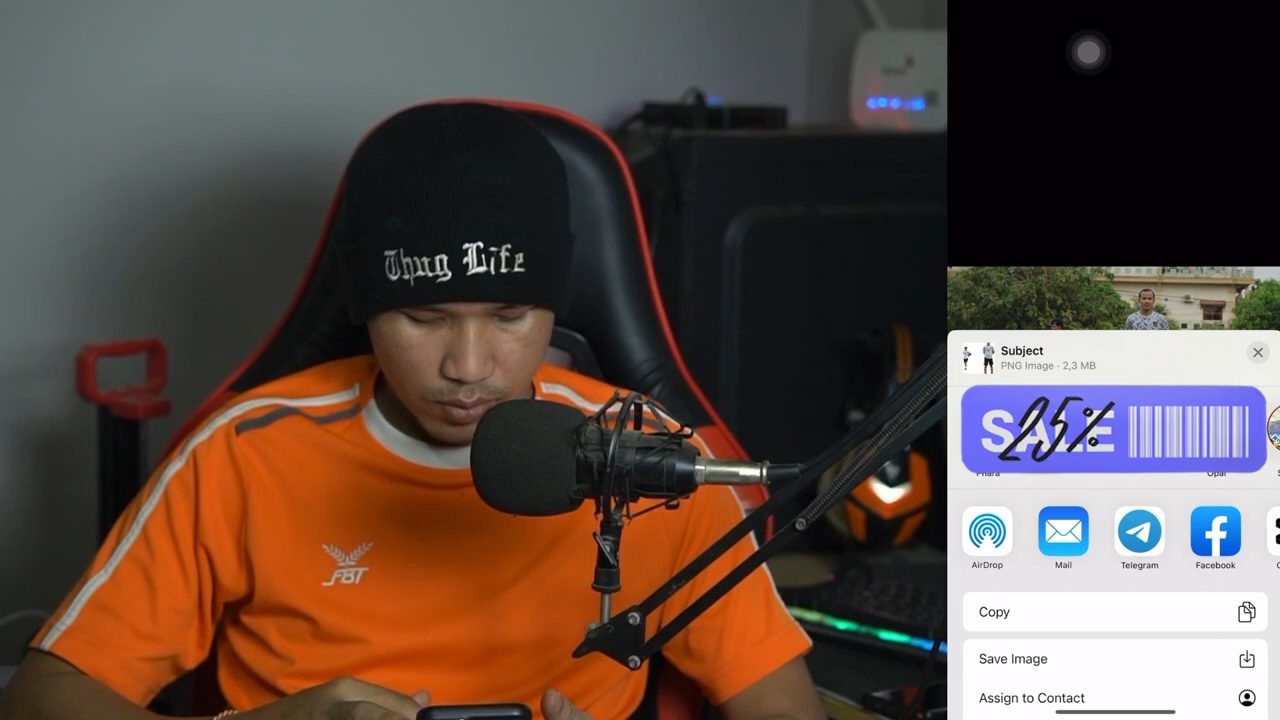 Thug Life
FBT
Subject
PNG Image · 2,3 MB
SALE
25%
Opal
AirDrop
Mail
Telegram
Facebook
Copy
Save Image
Assign to Contact